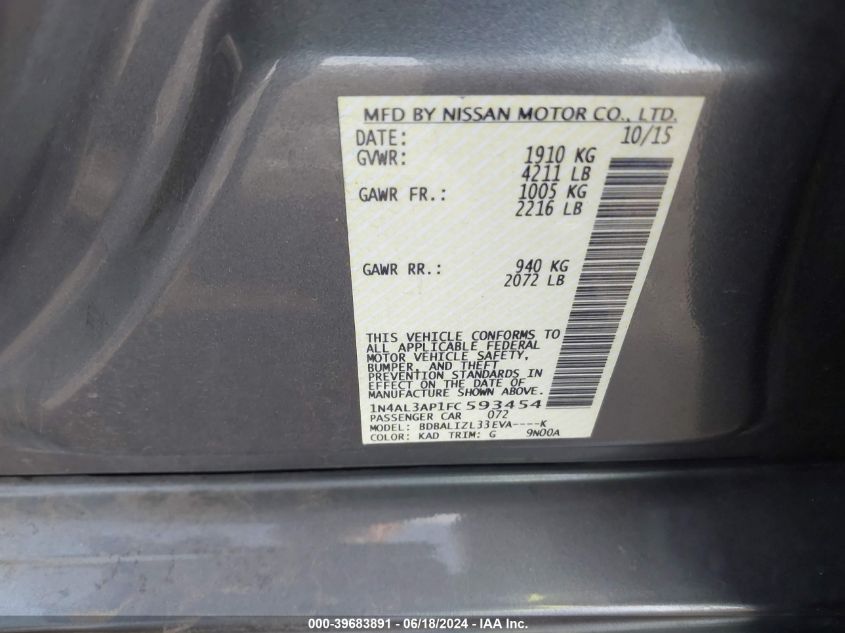 MFD BY NISSAN MOTOR CO., LTD.
DATE: 10/15
GVWR: 1910 KG
4211 LB
GAWR FR.: 1005 KG
2216 LB
GAWR RR.: 940 KG
2072 LB
THIS VEHICLE CONFORMS TO
ALL APPLICABLE FEDERAL
MOTOR VEHICLE SAFETY,
BUMPER, AND THEFT
PREVENTION STANDARDS IN
EFFECT ON THE DATE OF
MANUFACTURE SHOWN ABOVE.
1N4AL3AP1FC593454
PASSENGER CAR 072
MODEL: BDBALIZL33EVA----K
COLOR: KAD TRIM: G 9N00A
000-39683891 - 06/18/2024 - IAA Inc.